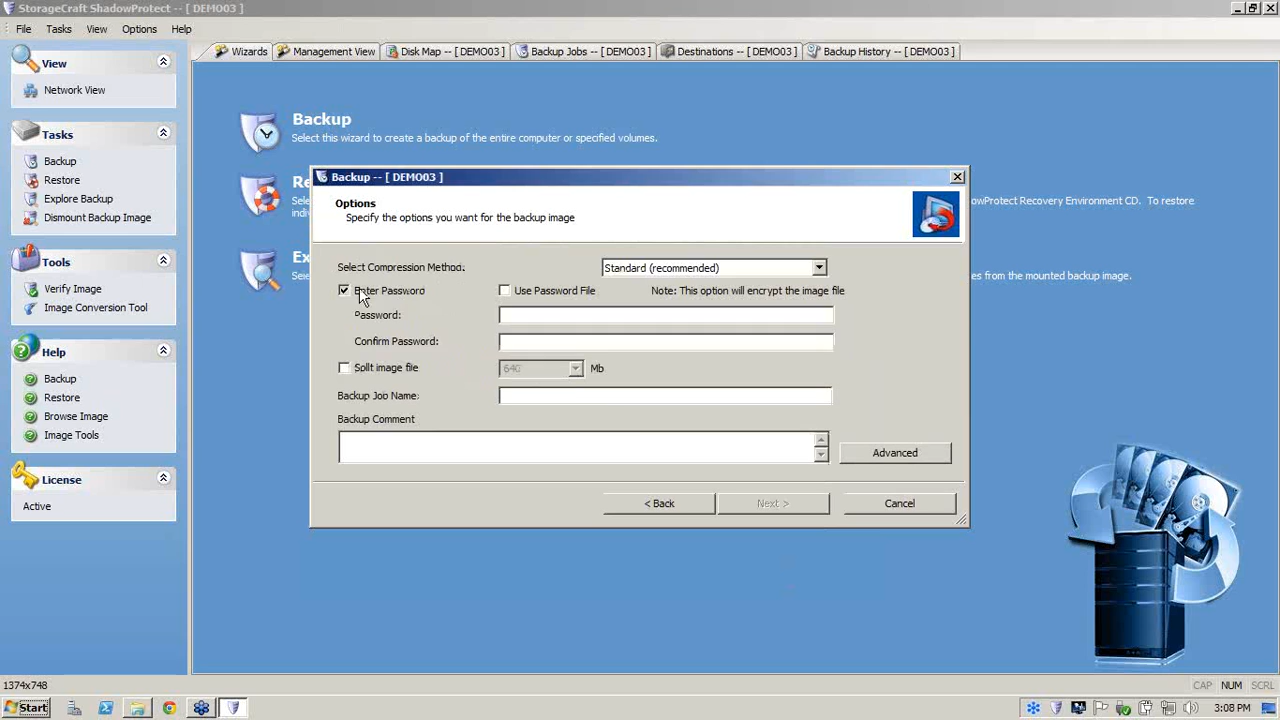 StorageCraft ShadowProtect -- [ DEMO03 ]
File Tasks View Options Help
View
Network View
Tasks
Backup
Restore
Explore Backup
Dismount Backup Image
Tools
Verify Image
Image Conversion Tool
Help
Backup
Restore
Browse Image
Image Tools
License
Active
Wizards Management View Disk Map -- [ DEMO03 ] Backup Jobs -- [ DEMO03 ] Destinations -- [ DEMO03 ] Backup History -- [ DEMO03 ]
Backup
Select this wizard to create a backup of the entire computer or specified volumes.
Re
Sele
indiv
owProtect Recovery Environment CD. To restore
Ex
Sele
es from the mounted backup image.
Backup -- [ DEMO03 ]
Options
Specify the options you want for the backup image
Select Compression Method: Standard (recommended)
Enter Password Use Password File Note: This option will encrypt the image file
Password:
Confirm Password:
Split image file 640 Mb
Backup Job Name:
Backup Comment
Advanced
< Back Next > Cancel
1374x748 CAP NUM SCRL
Start 3:08 PM